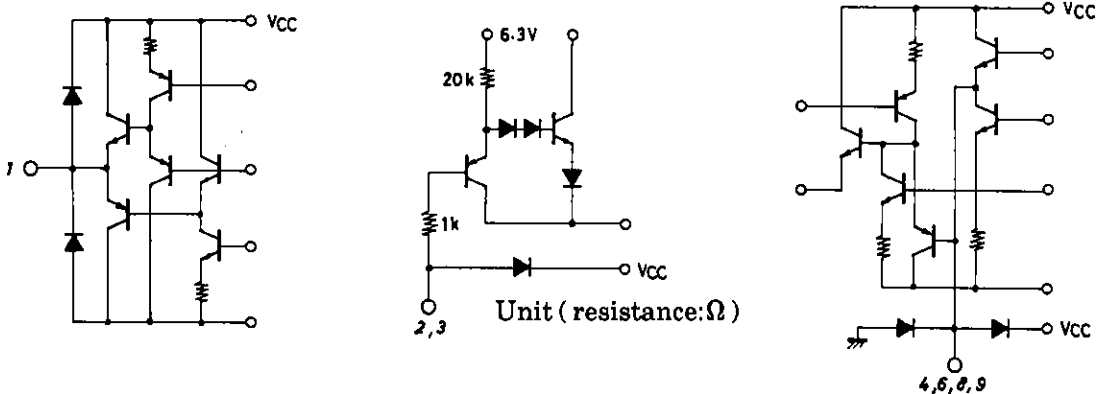 VCC
1
6.3V
20k
1k
VCC
2,3
Unit (resistance:Ω)
VCC
VCC
4,6,8,9